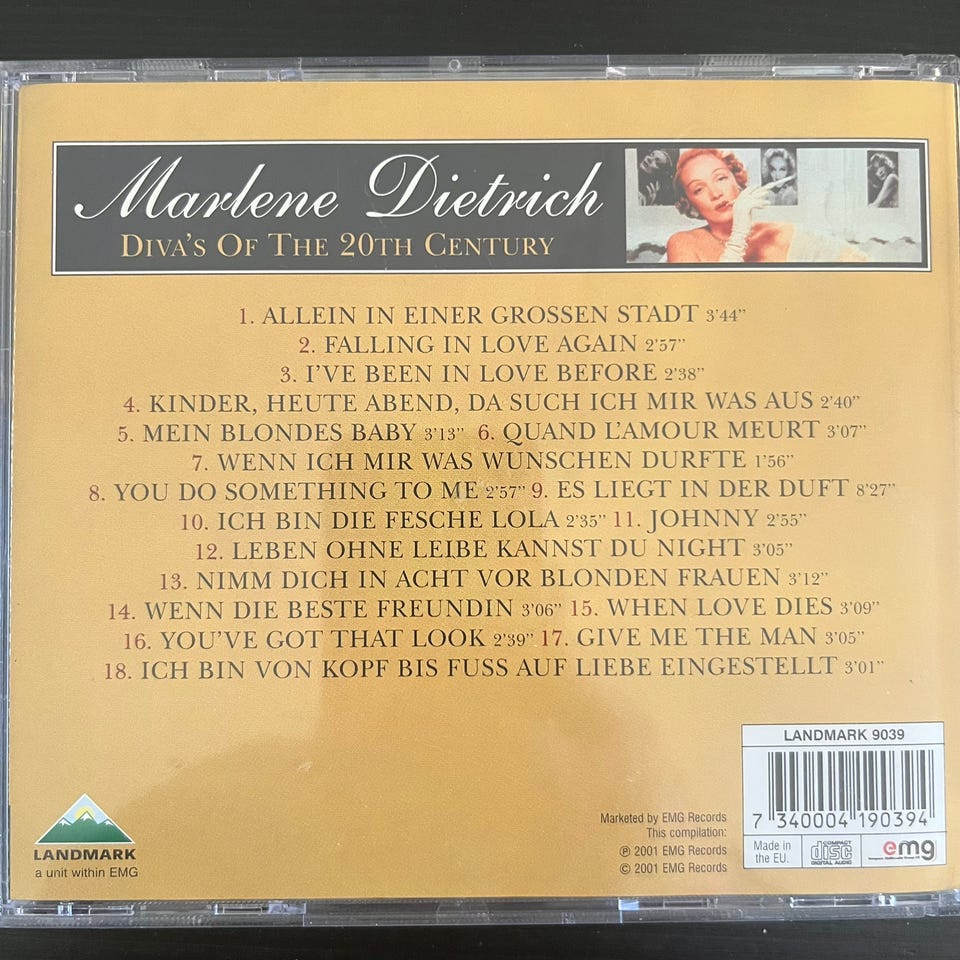 Marlene Dietrich
DIVA'S OF THE 20TH CENTURY
1. ALLEIN IN EINER GROSSEN STADT 3'44"
2. FALLING IN LOVE AGAIN 2'57"
3. I'VE BEEN IN LOVE BEFORE 2'38"
4. KINDER, HEUTE ABEND, DA SUCH ICH MIR WAS AUS 2'40"
5. MEIN BLONDES BABY 3'13" 6. QUAND L'AMOUR MEURT 3'07"
7. WENN ICH MIR WAS WUNSCHEN DURFTE 1'56"
8. YOU DO SOMETHING TO ME 2'57" 9. ES LIEGT IN DER DUFT 8'27"
10. ICH BIN DIE FESCHE LOLA 2'35" 11. JOHNNY 2'55"
12. LEBEN OHNE LEIBE KANNST DU NIGHT 3'05"
13. NIMM DICH IN ACHT VOR BLONDEN FRAUEN 3'12"
14. WENN DIE BESTE FREUNDIN 3'06" 15. WHEN LOVE DIES 3'09"
16. YOU'VE GOT THAT LOOK 2'39" 17. GIVE ME THE MAN 3'05"
18. ICH BIN VON KOPF BIS FUSS AUF LIEBE EINGESTELLT 3'01"
LANDMARK
a unit within EMG
Marketed by EMG Records
This compilation:
℗ 2001 EMG Records
© 2001 EMG Records
LANDMARK 9039
7 340004 190394
Made in
the EU.
COMPACT
disc
DIGITAL AUDIO
emg